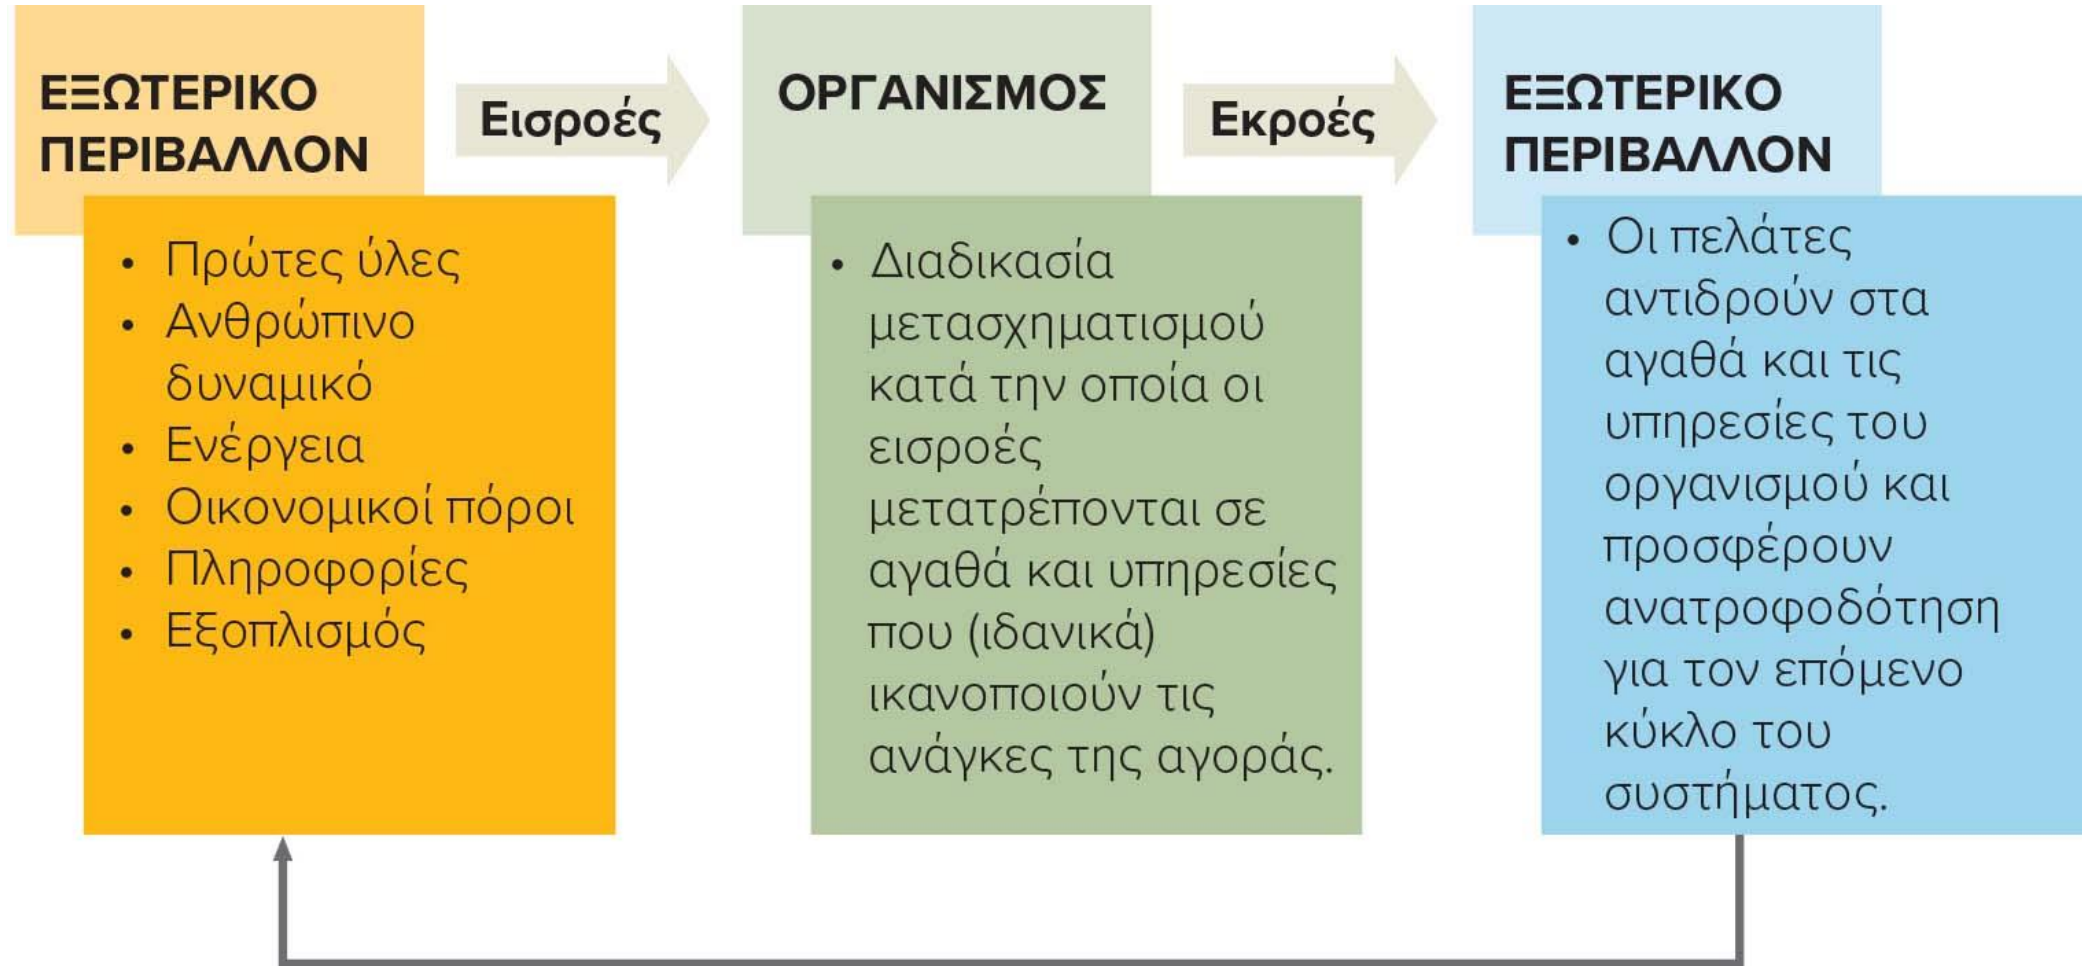 ΕΞΩΤΕΡΙΚΟ
ΠΕΡΙΒΑΛΛΟΝ
• Πρώτες ύλες
• Ανθρώπινο
δυναμικό
• Ενέργεια
• Οικονομικοί πόροι
• Πληροφορίες
• Εξοπλισμός
Εισροές
ΟΡΓΑΝΙΣΜΟΣ
• Διαδικασία
μετασχηματισμού
κατά την οποία οι
εισροές
μετατρέπονται σε
αγαθά και υπηρεσίες
που (ιδανικά)
ικανοποιούν τις
ανάγκες της αγοράς.
Εκροές
ΕΞΩΤΕΡΙΚΟ
ΠΕΡΙΒΑΛΛΟΝ
• Οι πελάτες
αντιδρούν στα
αγαθά και τις
υπηρεσίες του
οργανισμού και
προσφέρουν
ανατροφοδότηση
για τον επόμενο
κύκλο του
συστήματος.